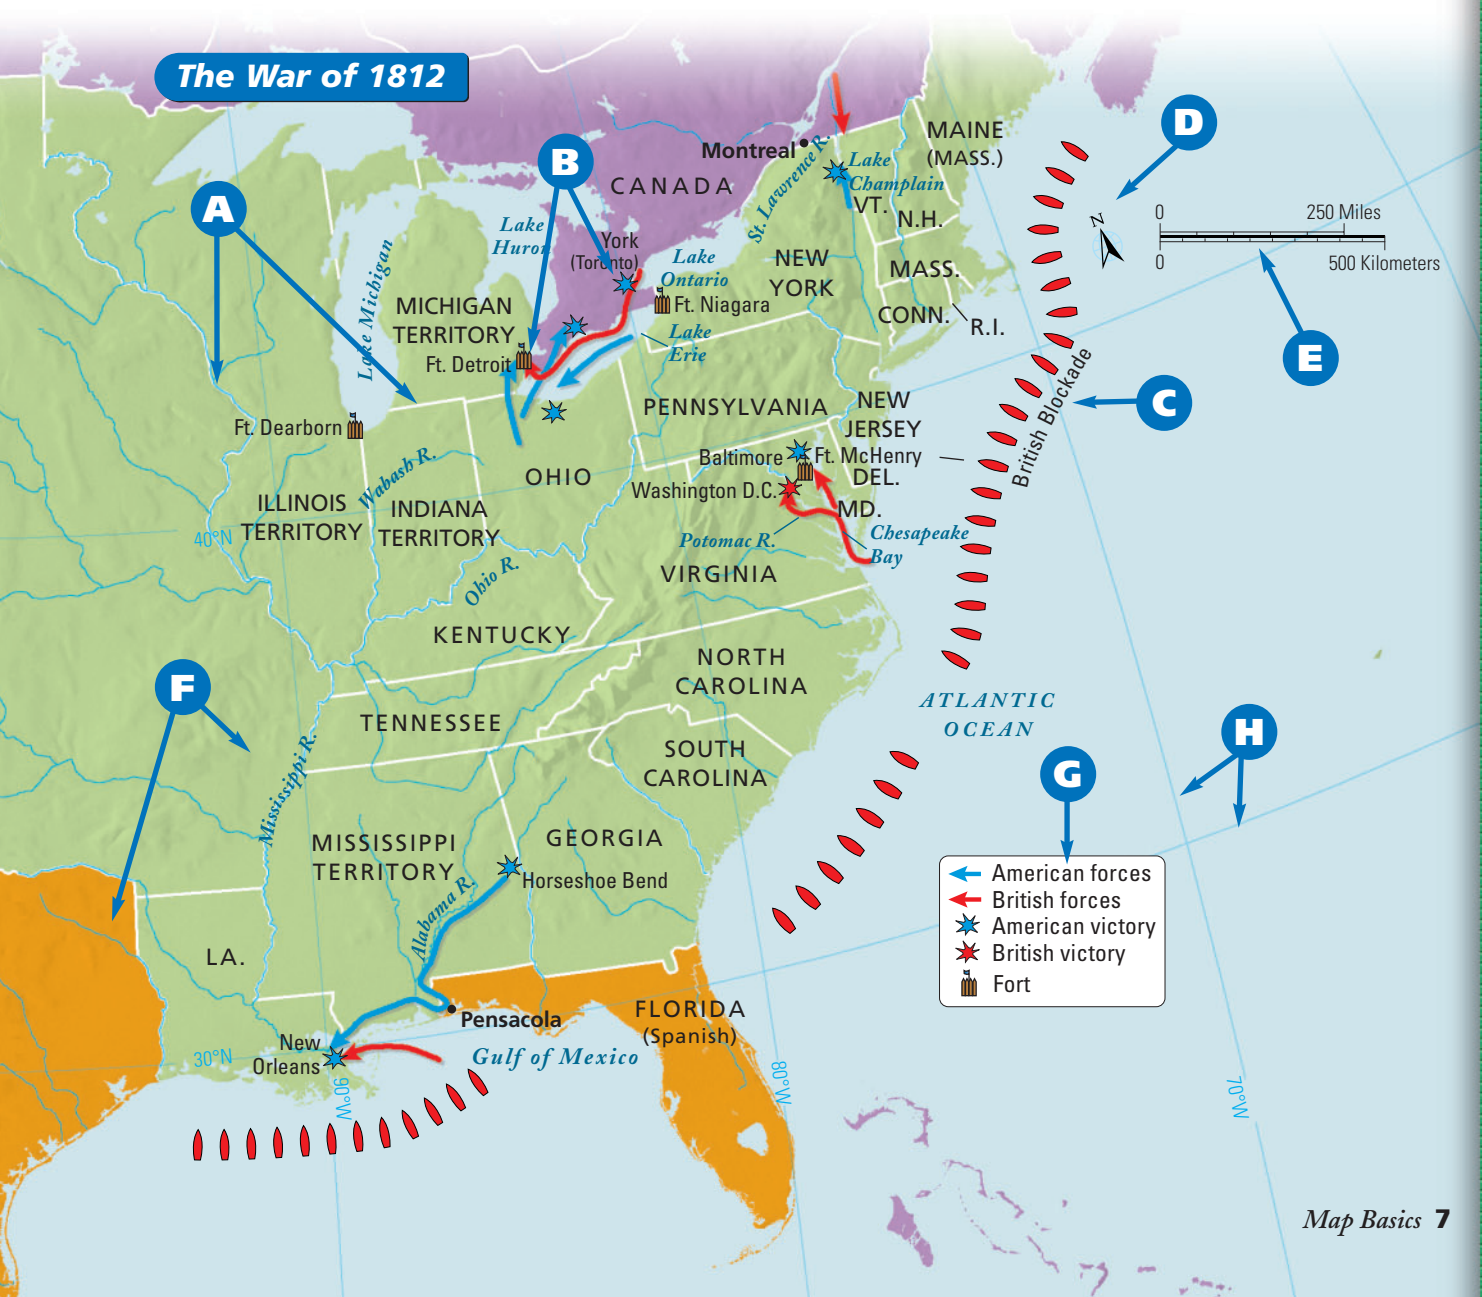 The War of 1812
D
MAINE
(MASS.)
Montreal
B
St. Lawrence R.
Lake
Champlain
CANADA
A
VT.
N.H.
N
0
250 Miles
0
500 Kilometers
Lake
Huron
York
(Toronto)
Lake
Ontario
NEW
YORK
MASS.
Lake Michigan
MICHIGAN
TERRITORY
Ft. Niagara
CONN.
R.I.
Lake
Erie
Ft. Detroit
E
British Blockade
C
PENNSYLVANIA
NEW
JERSEY
Ft. Dearborn
Baltimore
Ft. McHenry
Wabash R.
OHIO
DEL.
Washington D.C.
ILLINOIS
TERRITORY
INDIANA
TERRITORY
MD.
40°N
Potomac R.
Chesapeake
Bay
Ohio R.
VIRGINIA
KENTUCKY
NORTH
CAROLINA
F
ATLANTIC
OCEAN
TENNESSEE
H
Mississippi R.
SOUTH
CAROLINA
G
MISSISSIPPI
TERRITORY
GEORGIA
Horseshoe Bend
Alabama R.
American forces
British forces
American victory
British victory
Fort
LA.
FLORIDA
(Spanish)
Pensacola
New
Orleans
30°N
Gulf of Mexico
90°W
80°W
70°W
Map Basics 7